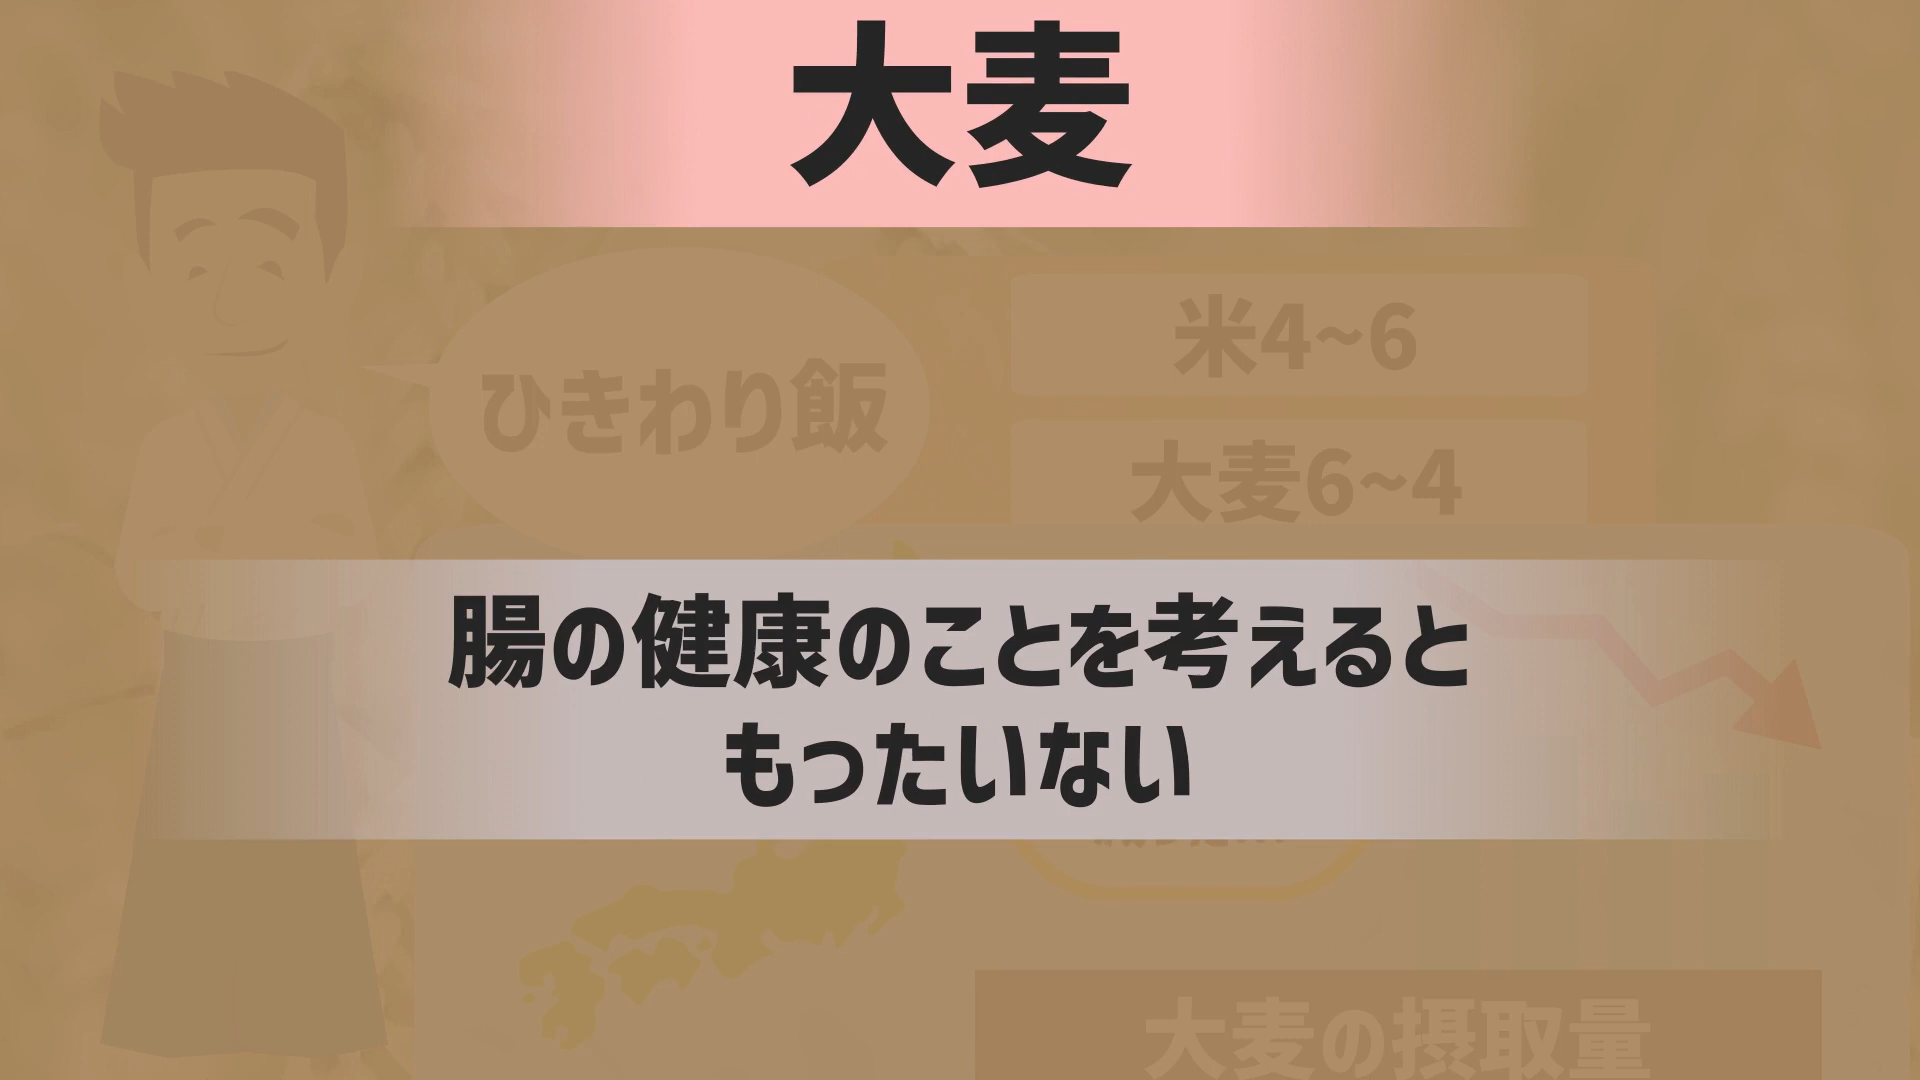 大麦
ひきわり飯
米4~6
大麦6~4
腸の健康のことを考えると
もったいない
大麦の摂取量